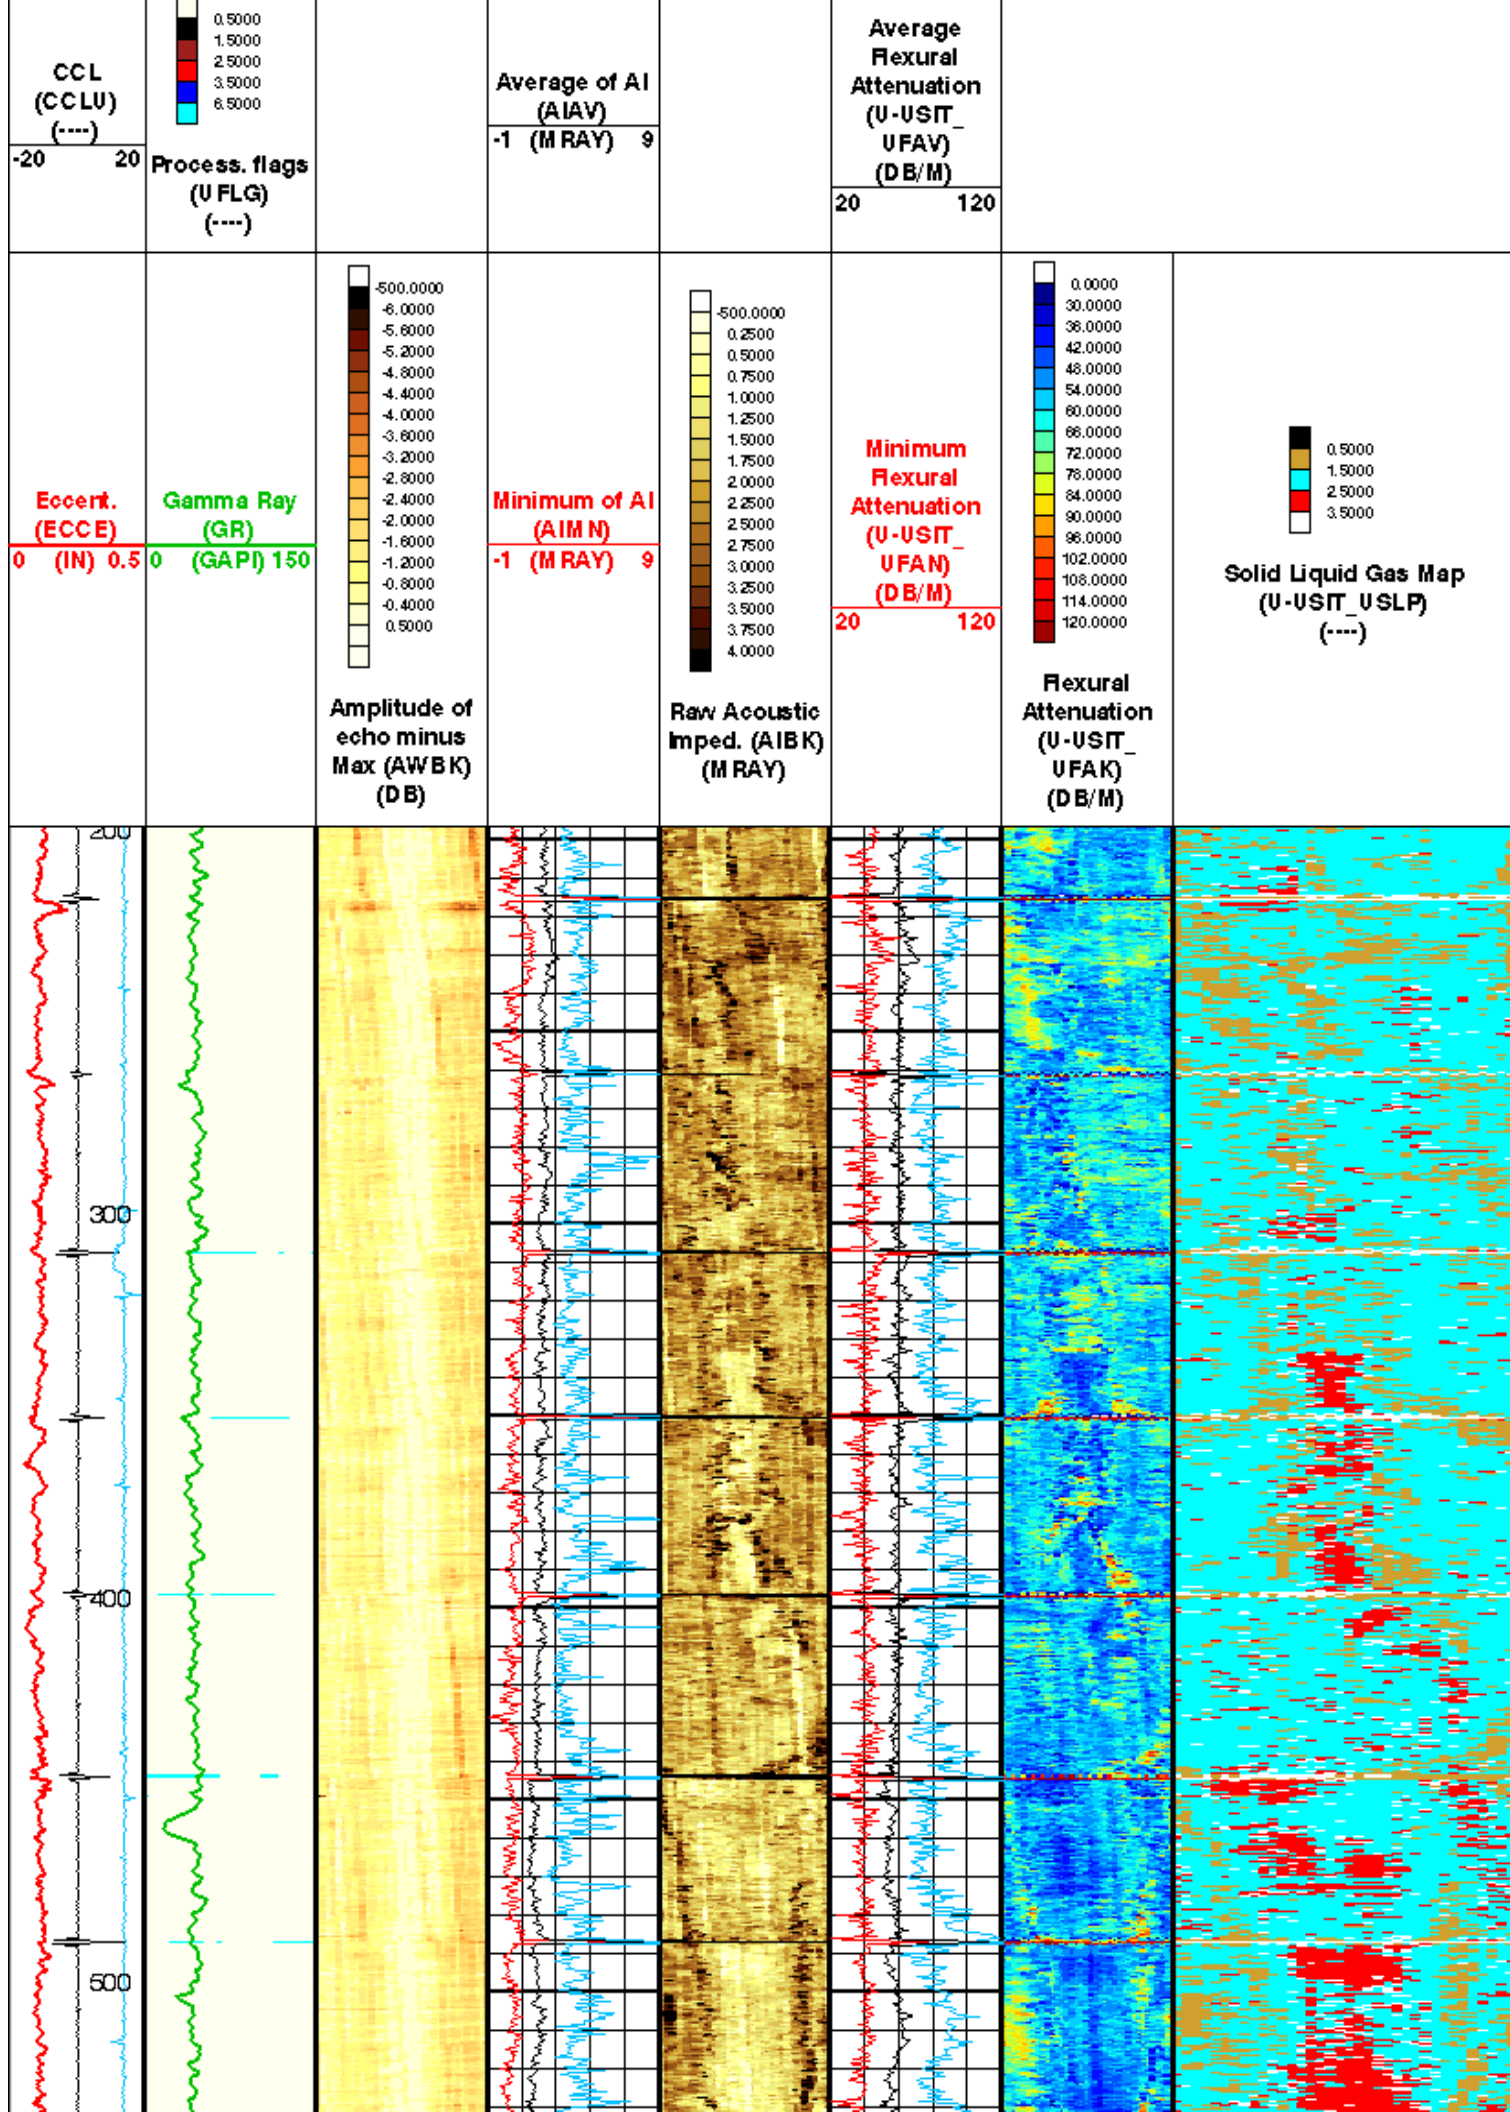 CCL
(CCLU)
(----)
-20 20
0.5000
1.5000
2.5000
3.5000
6.5000
Process. flags
(UFLG)
(----)
Average of AI
(AIAV)
-1 (MRAY) 9
Average
Flexural
Attenuation
(U-USIT_
UFAV)
(DB/M)
20 120
Eccent.
(ECCE)
0 (IN) 0.5
Gamma Ray
(GR)
0 (GAPI) 150
-500.0000
-6.0000
-5.6000
-5.2000
-4.8000
-4.4000
-4.0000
-3.6000
-3.2000
-2.8000
-2.4000
-2.0000
-1.6000
-1.2000
-0.8000
-0.4000
0.5000
Amplitude of
echo minus
Max (AWBK)
(DB)
Minimum of AI
(AIMN)
-1 (MRAY) 9
-500.0000
0.2500
0.5000
0.7500
1.0000
1.2500
1.5000
1.7500
2.0000
2.2500
2.5000
2.7500
3.0000
3.2500
3.5000
3.7500
4.0000
Raw Acoustic
Imped. (AIBK)
(MRAY)
Minimum
Flexural
Attenuation
(U-USIT_
UFAN)
(DB/M)
20 120
0.0000
30.0000
36.0000
42.0000
48.0000
54.0000
60.0000
66.0000
72.0000
78.0000
84.0000
90.0000
96.0000
102.0000
108.0000
114.0000
120.0000
Flexural
Attenuation
(U-USIT_
UFAK)
(DB/M)
0.5000
1.5000
2.5000
3.5000
Solid Liquid Gas Map
(U-USIT_USLP)
(----)
200
300
400
500